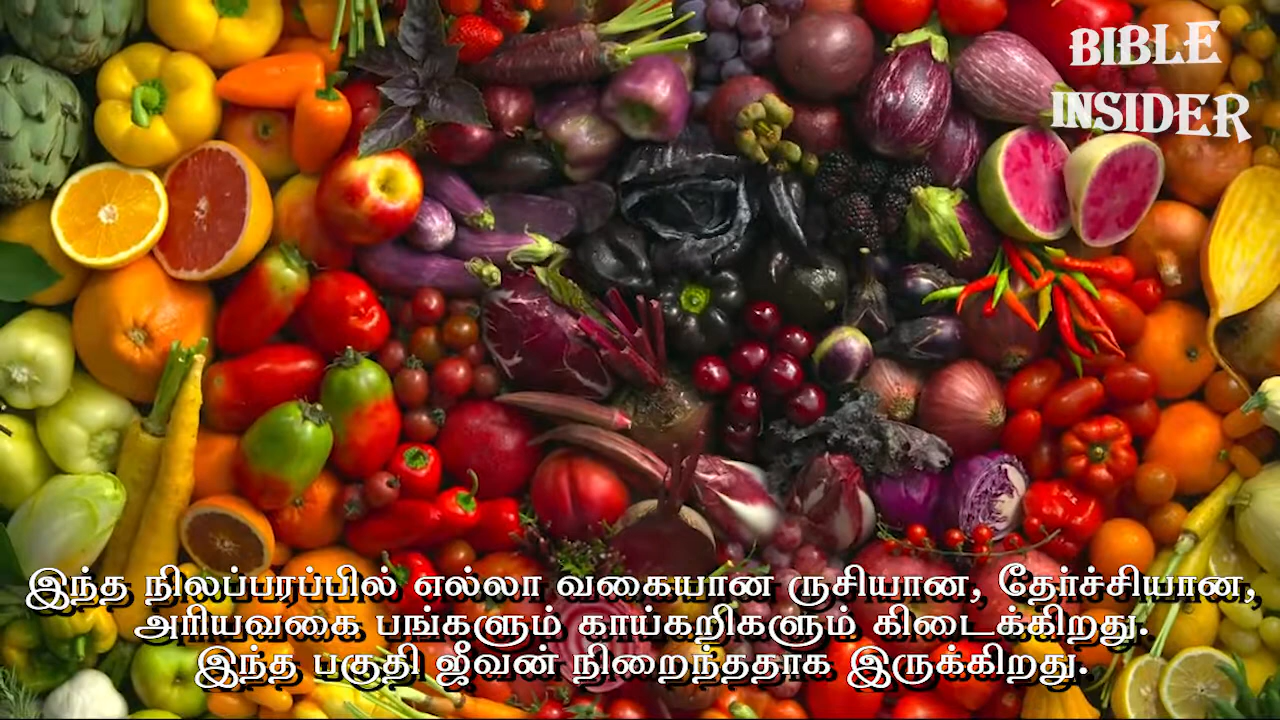 BIBLE
INSIDER
இந்த நிலப்பரப்பில் எல்லா வகையான ருசியான, தேர்ச்சியான,
அரியவகை பங்களும் காய்கறிகளும் கிடைக்கிறது.
இந்த பகுதி ஜீவன் நிறைந்ததாக இருக்கிறது.